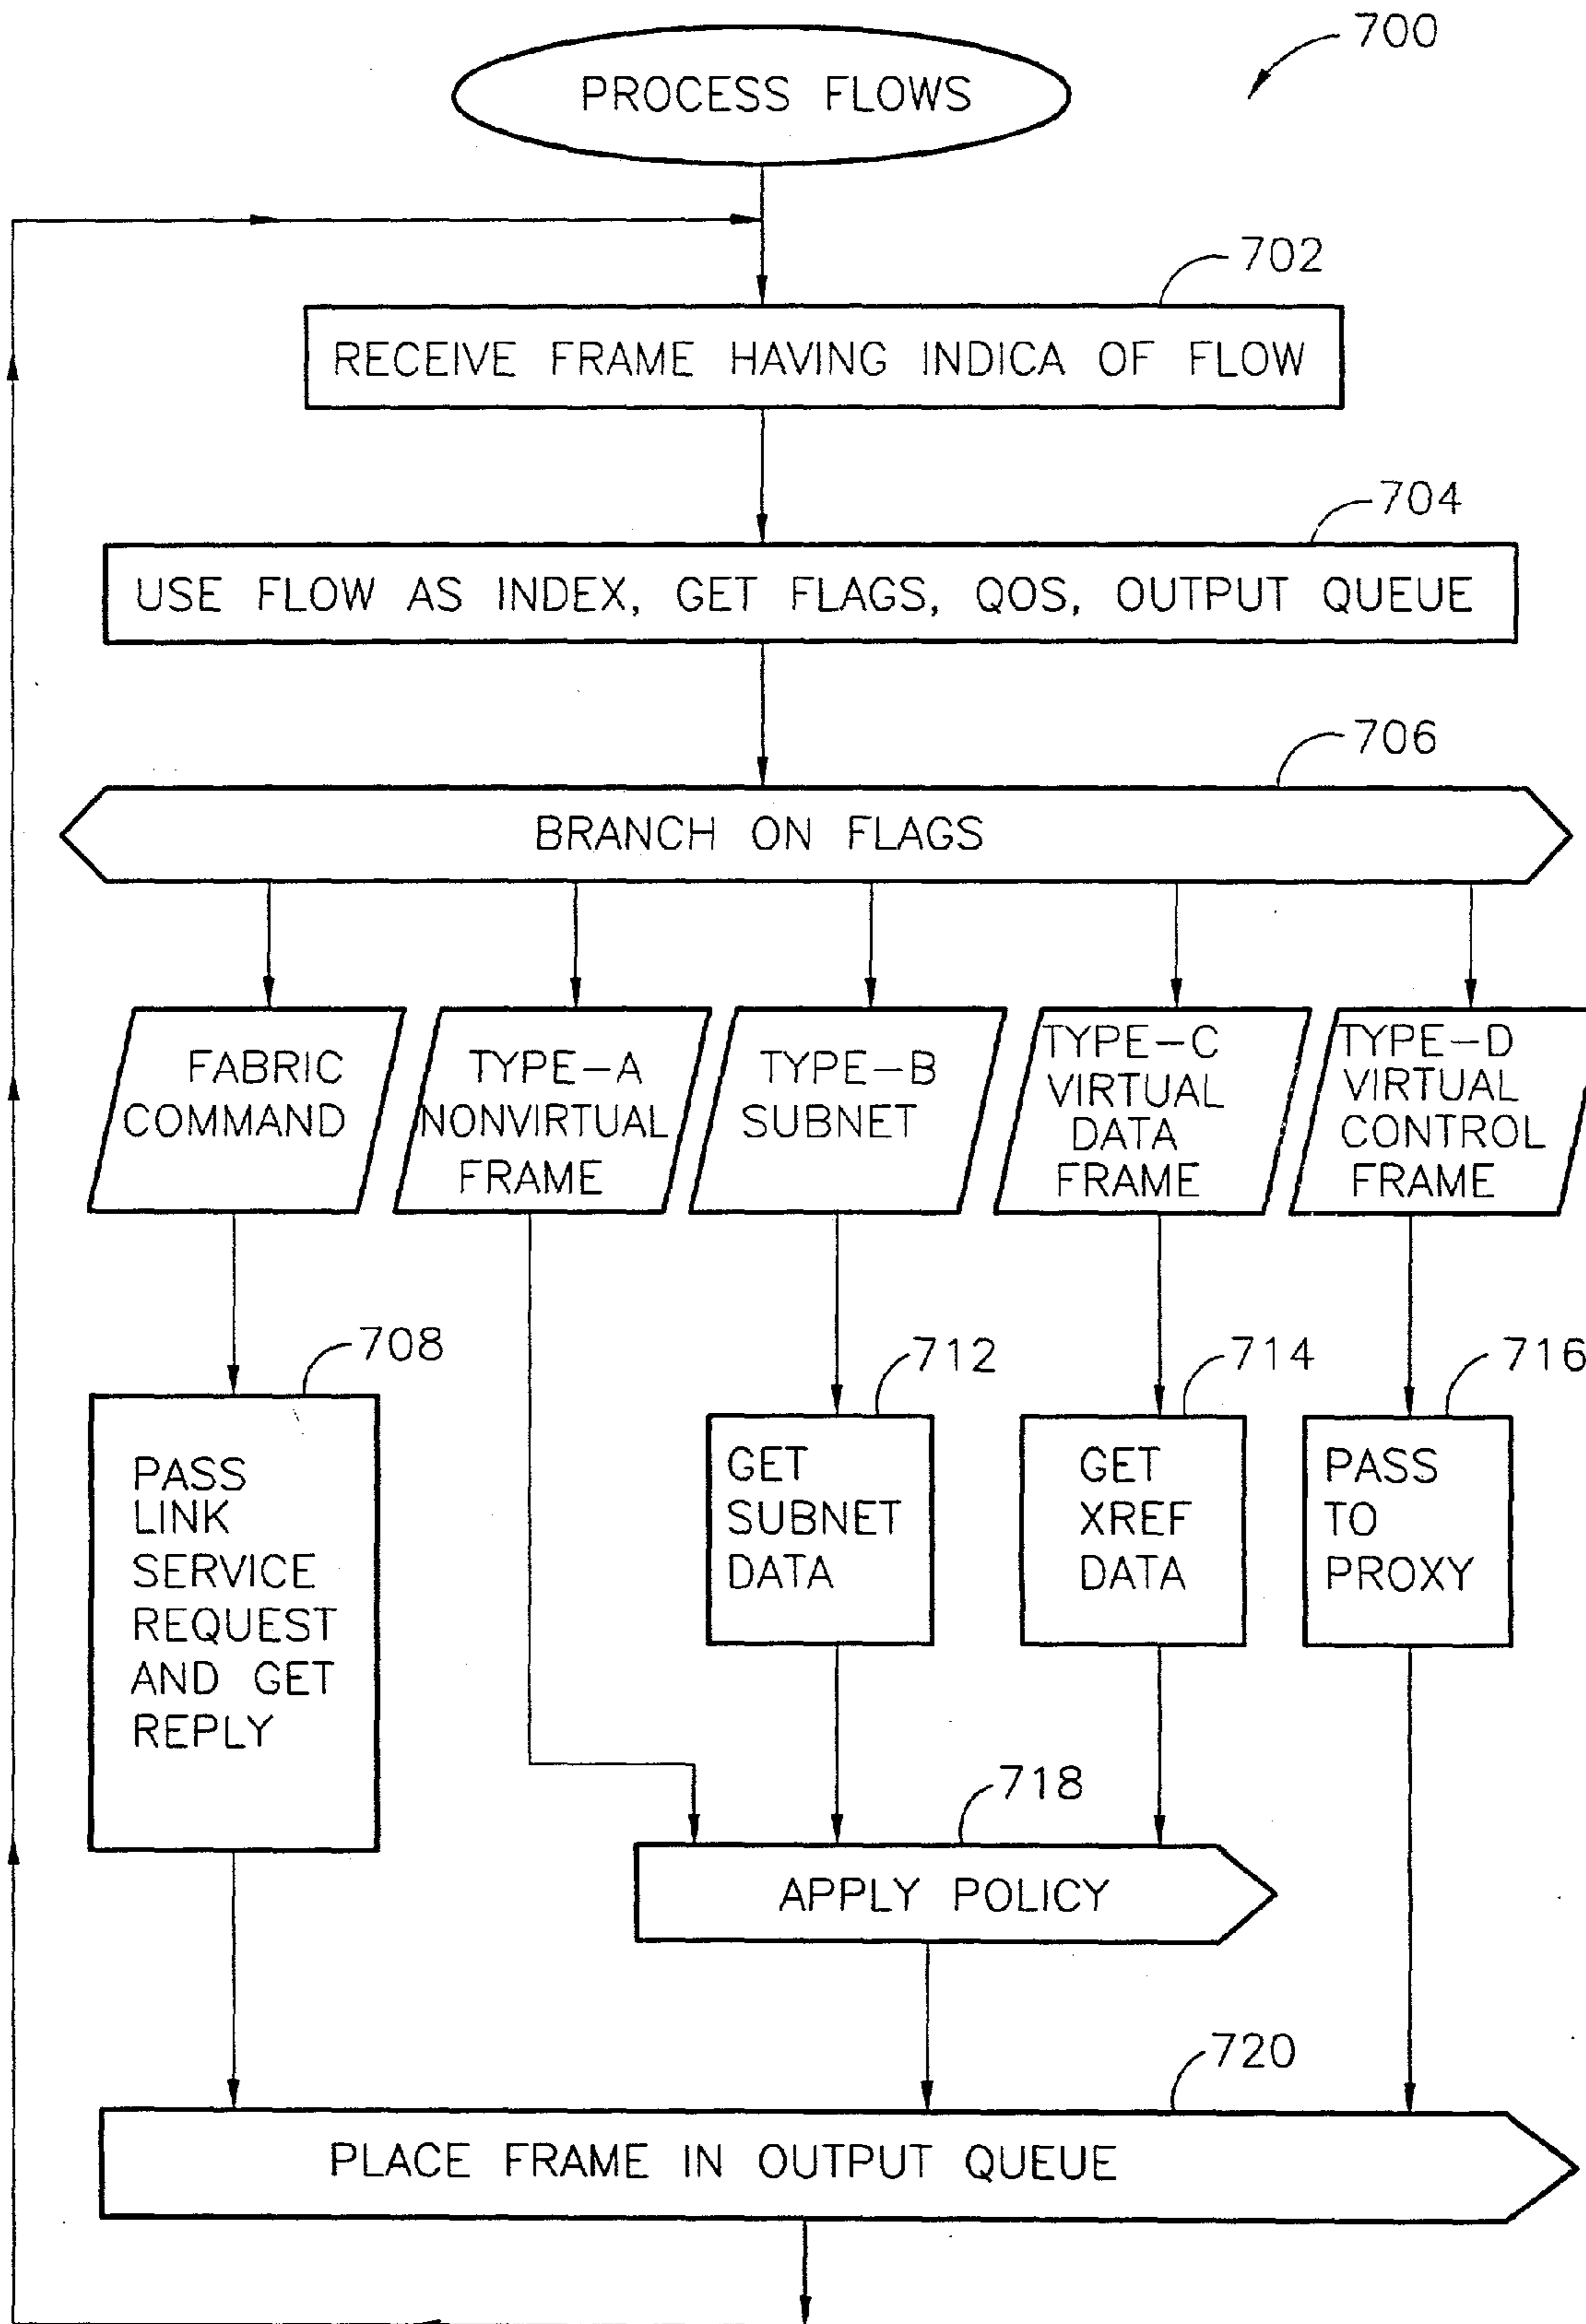 700
PROCESS FLOWS
702
RECEIVE FRAME HAVING INDICA OF FLOW
704
USE FLOW AS INDEX, GET FLAGS, QOS, OUTPUT QUEUE
706
BRANCH ON FLAGS
FABRIC
COMMAND
TYPE-A
NONVIRTUAL
FRAME
TYPE-B
SUBNET
TYPE-C
VIRTUAL
DATA
FRAME
TYPE-D
VIRTUAL
CONTROL
FRAME
708
PASS
LINK
SERVICE
REQUEST
AND GET
REPLY
712
GET
SUBNET
DATA
714
GET
XREF
DATA
716
PASS
TO
PROXY
718
APPLY POLICY
720
PLACE FRAME IN OUTPUT QUEUE